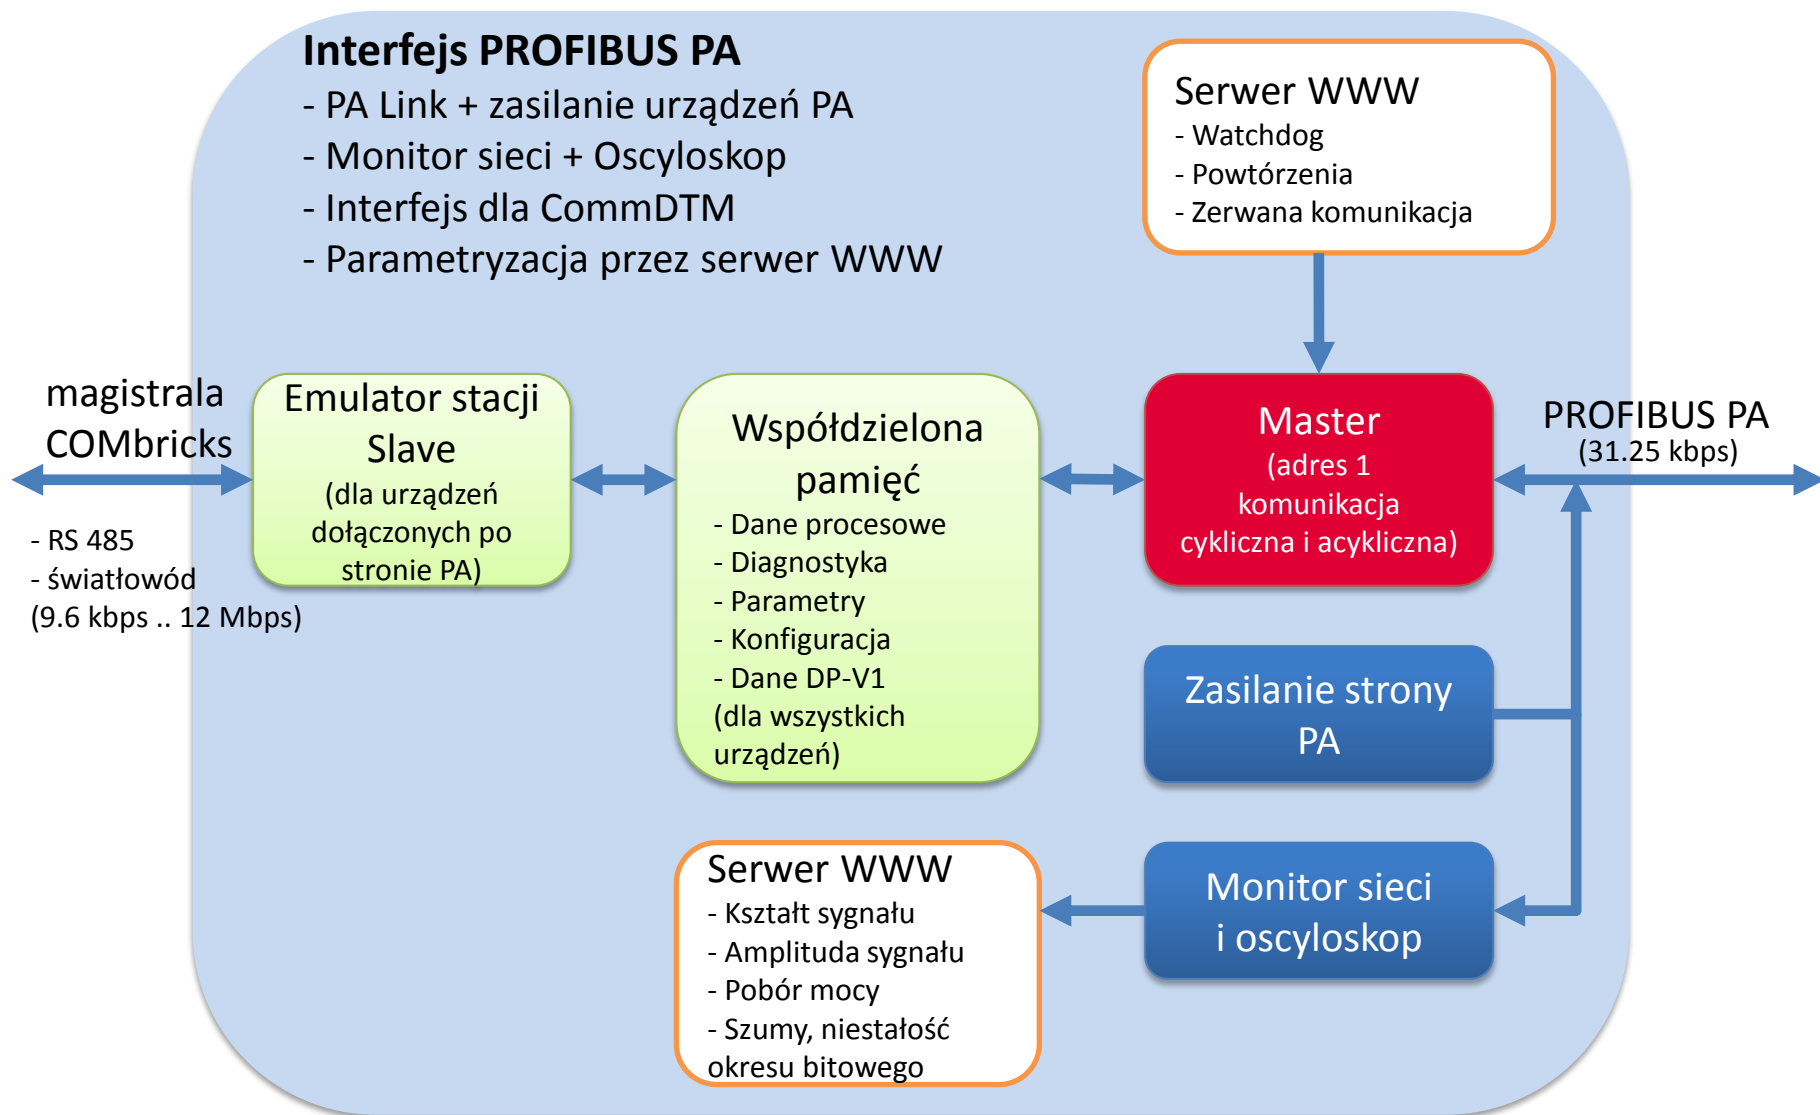 Interfejs PROFIBUS PA
- PA Link + zasilanie urządzeń PA
- Monitor sieci + Oscyloskop
- Interfejs dla CommDTM
- Parametryzacja przez serwer WWW
Serwer WWW
- Watchdog
- Powtórzenia
- Zerwana komunikacja
magistrala
COMbricks
- RS 485
- światłowód
(9.6 kbps .. 12 Mbps)
Emulator stacji
Slave
(dla urządzeń
dołączonych po
stronie PA)
Współdzielona
pamięć
- Dane procesowe
- Diagnostyka
- Parametry
- Konfiguracja
- Dane DP-V1
(dla wszystkich
urządzeń)
Master
(adres 1
komunikacja
cykliczna i acykliczna)
PROFIBUS PA
(31.25 kbps)
Zasilanie strony
PA
Monitor sieci
i oscyloskop
Serwer WWW
- Kształt sygnału
- Amplituda sygnału
- Pobór mocy
- Szumy, niestałość
okresu bitowego